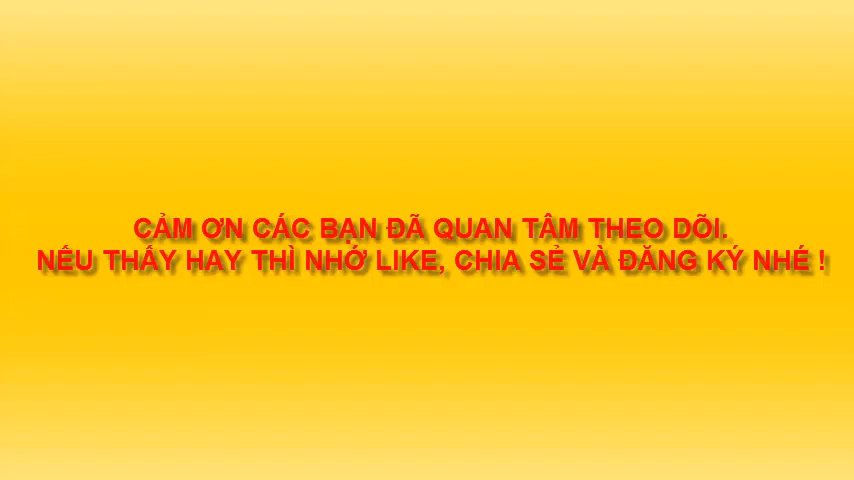 CẢM ƠN CÁC BẠN ĐÃ QUAN TÂM THEO DÕI.
NẾU THẤY HAY THÌ NHỚ LIKE, CHIA SẺ VÀ ĐĂNG KÝ NHÉ !